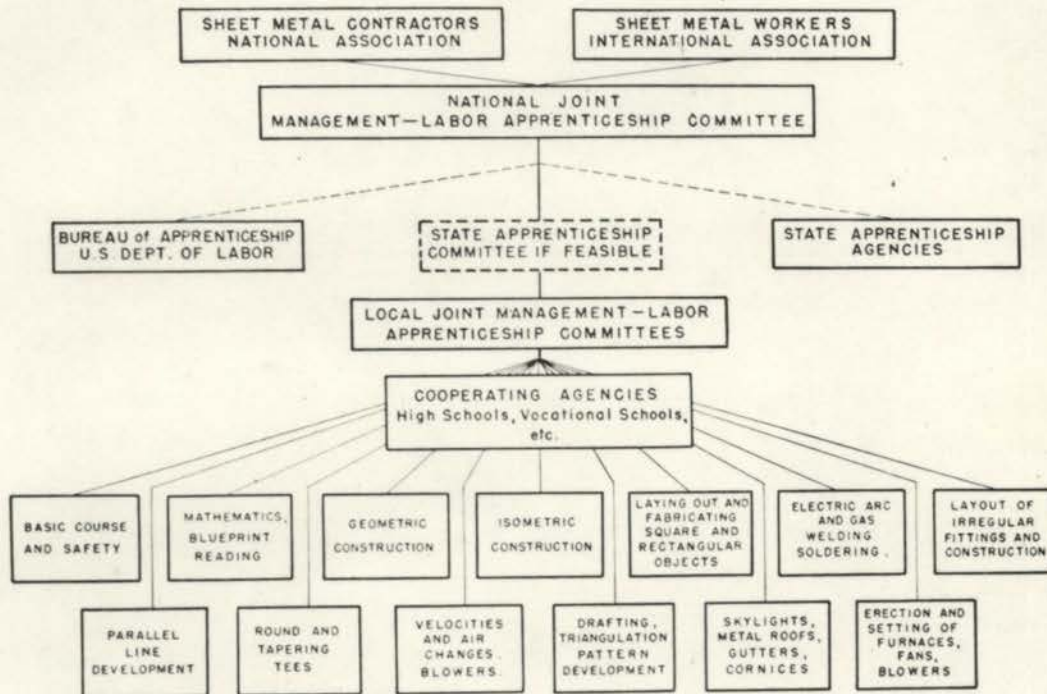 SHEET METAL CONTRACTORS
NATIONAL ASSOCIATION
SHEET METAL WORKERS
INTERNATIONAL ASSOCIATION
NATIONAL JOINT
MANAGEMENT—LABOR APPRENTICESHIP COMMITTEE
BUREAU of APPRENTICESHIP
U.S. DEPT. OF LABOR
STATE APPRENTICESHIP
COMMITTEE IF FEASIBLE
STATE APPRENTICESHIP
AGENCIES
LOCAL JOINT MANAGEMENT—LABOR
APPRENTICESHIP COMMITTEES
COOPERATING AGENCIES
High Schools, Vocational Schools,
etc.
BASIC COURSE
AND SAFETY
MATHEMATICS,
BLUEPRINT
READING
GEOMETRIC
CONSTRUCTION
ISOMETRIC
CONSTRUCTION
LAYING OUT AND
FABRICATING
SQUARE AND
RECTANGULAR
OBJECTS
ELECTRIC ARC
AND GAS
WELDING
SOLDERING.
LAYOUT OF
IRREGULAR
FITTINGS AND
CONSTRUCTION
PARALLEL
LINE
DEVELOPMENT
ROUND AND
TAPERING
TEES
VELOCITIES
AND AIR
CHANGES.
BLOWERS.
DRAFTING,
TRIANGULATION
PATTERN
DEVELOPMENT
SKYLIGHTS,
METAL ROOFS,
GUTTERS,
CORNICES
ERECTION AND
SETTING OF
FURNACES,
FANS,
BLOWERS